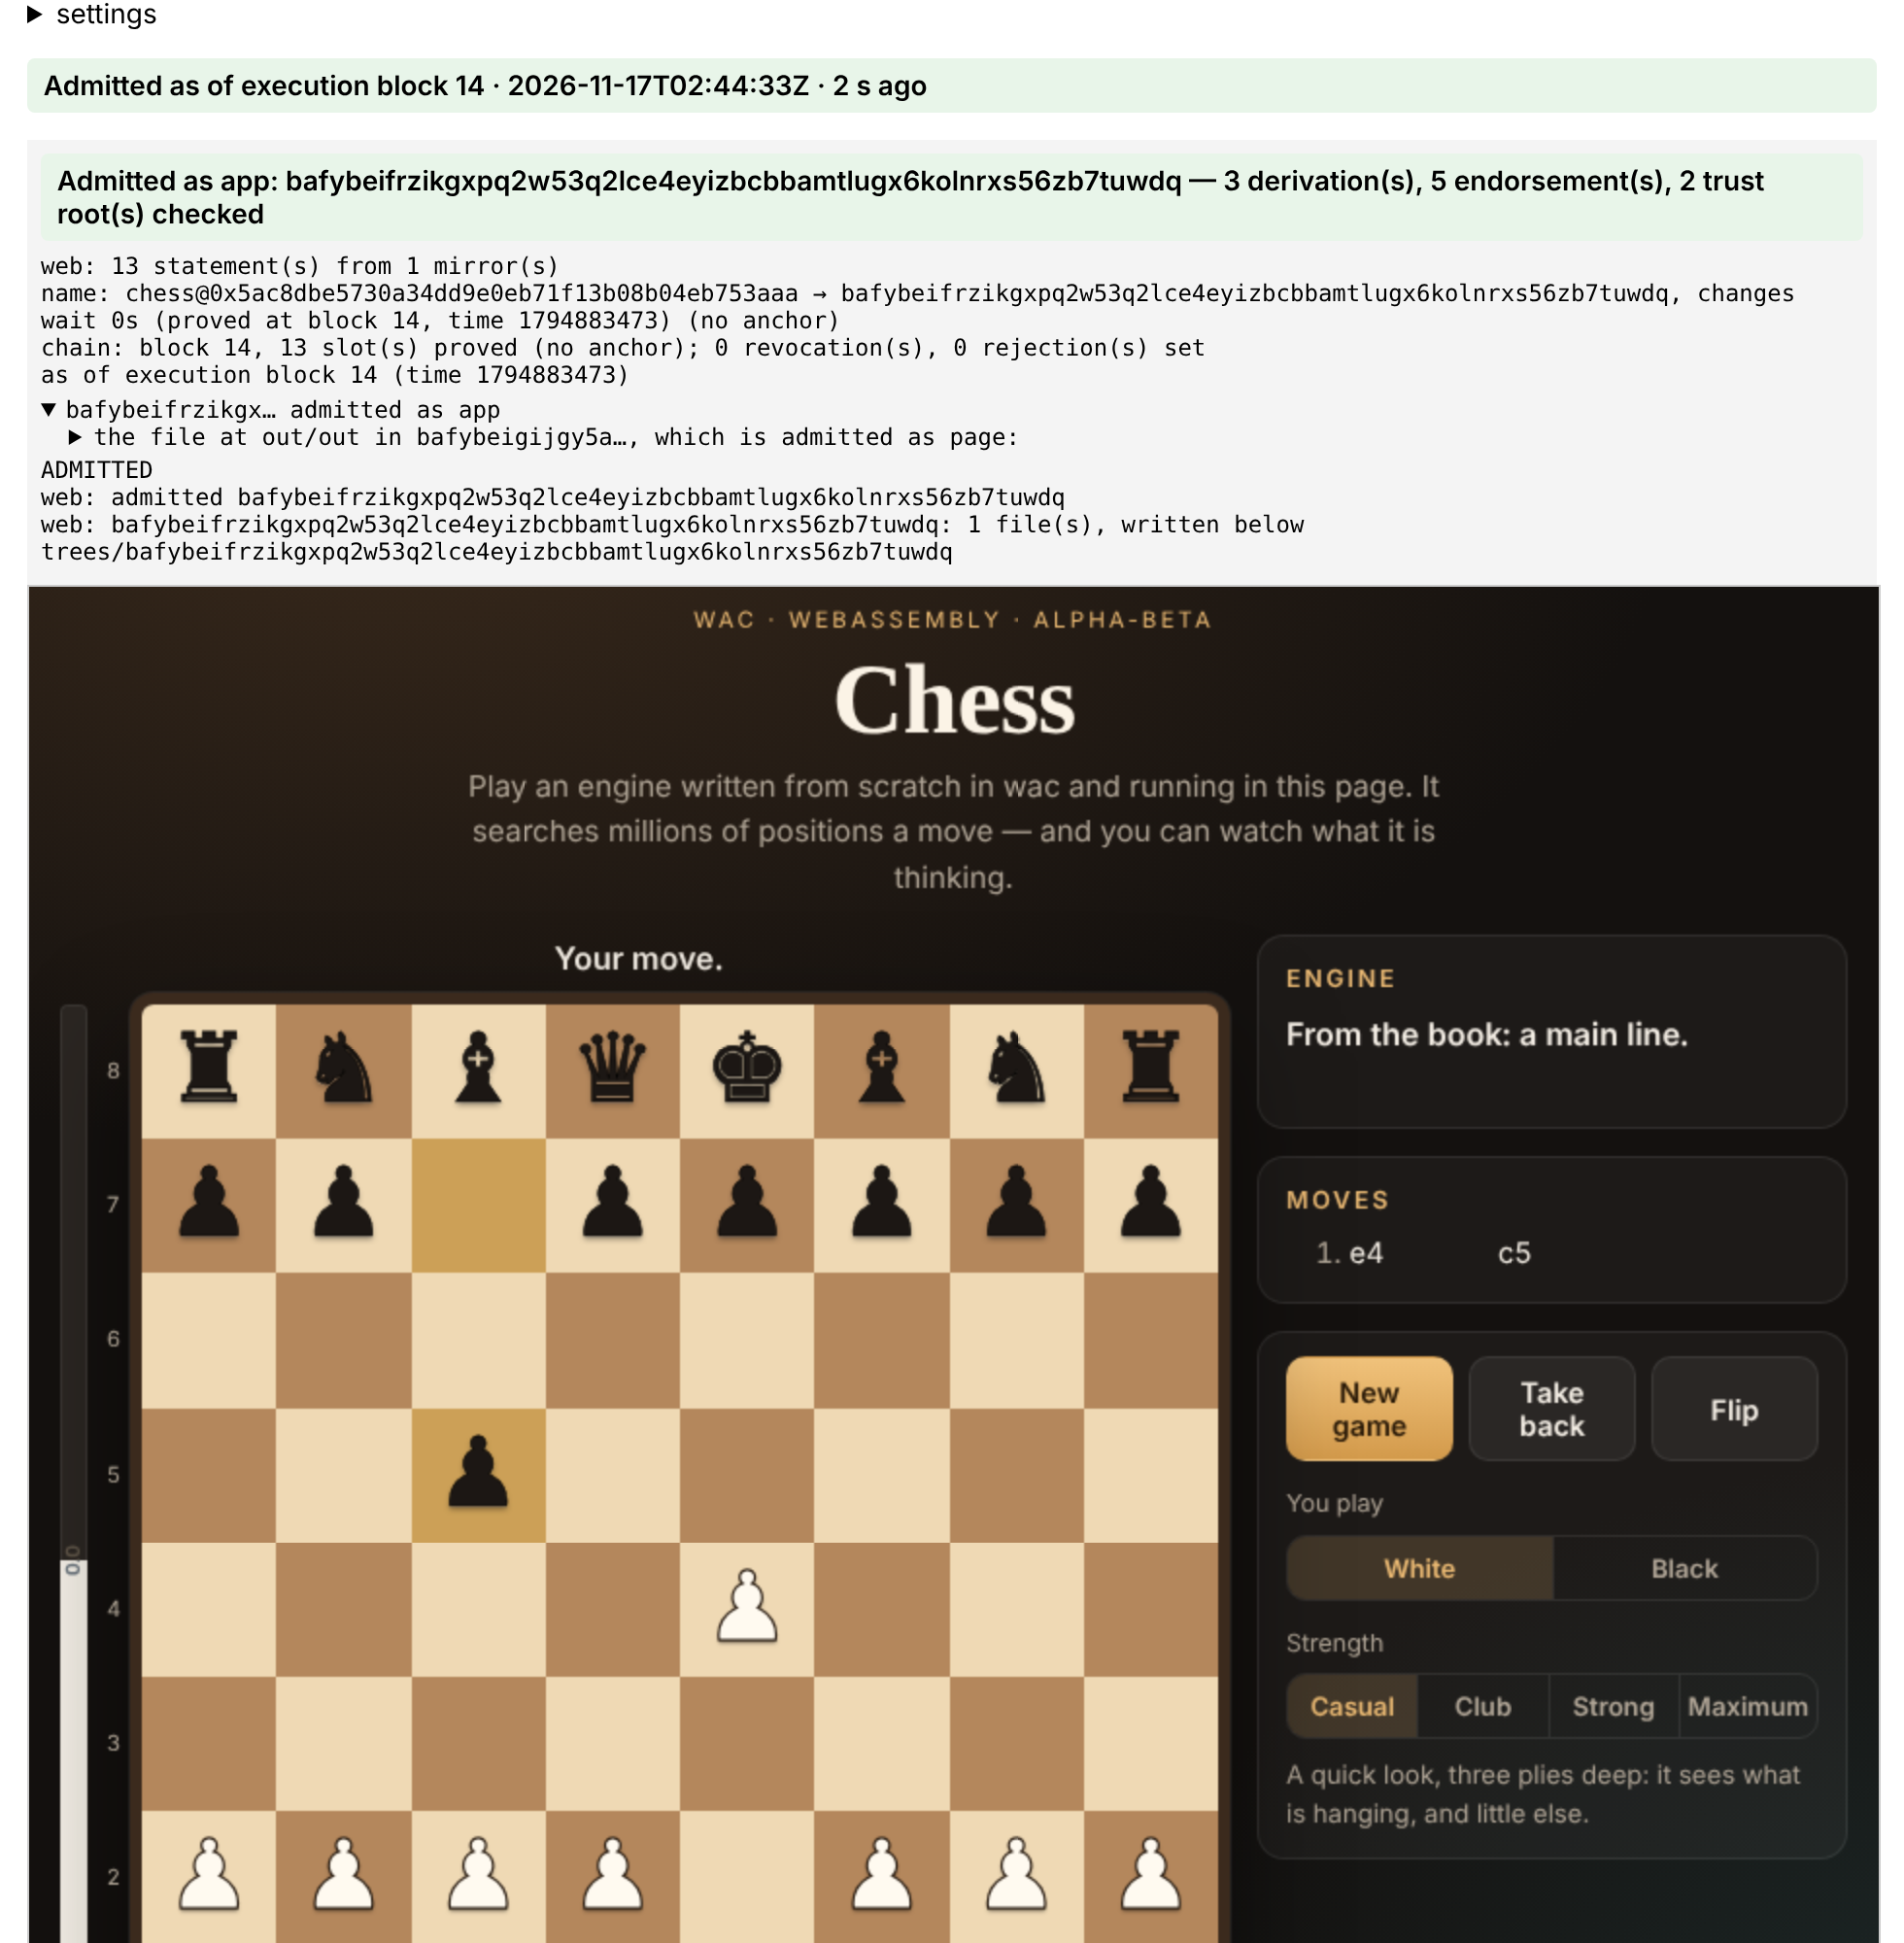 settings
Admitted as of execution block 14 · 2026-11-17T02:44:33Z · 2 s ago
Admitted as app: bafybeifrzikgxpq2w53q2lce4eyizbcbbamtlugx6kolnrxs56zb7tuwdq — 3 derivation(s), 5 endorsement(s), 2 trust
root(s) checked
web: 13 statement(s) from 1 mirror(s)
name: chess@0x5ac8dbe5730a34dd9e0eb71f13b08b04eb753aaa → bafybeifrzikgxpq2w53q2lce4eyizbcbbamtlugx6kolnrxs56zb7tuwdq, changes
wait 0s (proved at block 14, time 1794883473) (no anchor)
chain: block 14, 13 slot(s) proved (no anchor); 0 revocation(s), 0 rejection(s) set
as of execution block 14 (time 1794883473)
bafybeifrzikgx… admitted as app
the file at out/out in bafybeigijgy5a…, which is admitted as page:
ADMITTED
web: admitted bafybeifrzikgxpq2w53q2lce4eyizbcbbamtlugx6kolnrxs56zb7tuwdq
web: bafybeifrzikgxpq2w53q2lce4eyizbcbbamtlugx6kolnrxs56zb7tuwdq: 1 file(s), written below
trees/bafybeifrzikgxpq2w53q2lce4eyizbcbbamtlugx6kolnrxs56zb7tuwdq
WAC · WEBASSEMBLY · ALPHA-BETA
Chess
Play an engine written from scratch in wac and running in this page. It
searches millions of positions a move — and you can watch what it is
thinking.
Your move.
8
7
6
5
4
3
2
0.0
ENGINE
From the book: a main line.
MOVES
1. e4 c5
New
game
Take
back
Flip
You play
White Black
Strength
Casual Club Strong Maximum
A quick look, three plies deep: it sees what
is hanging, and little else.